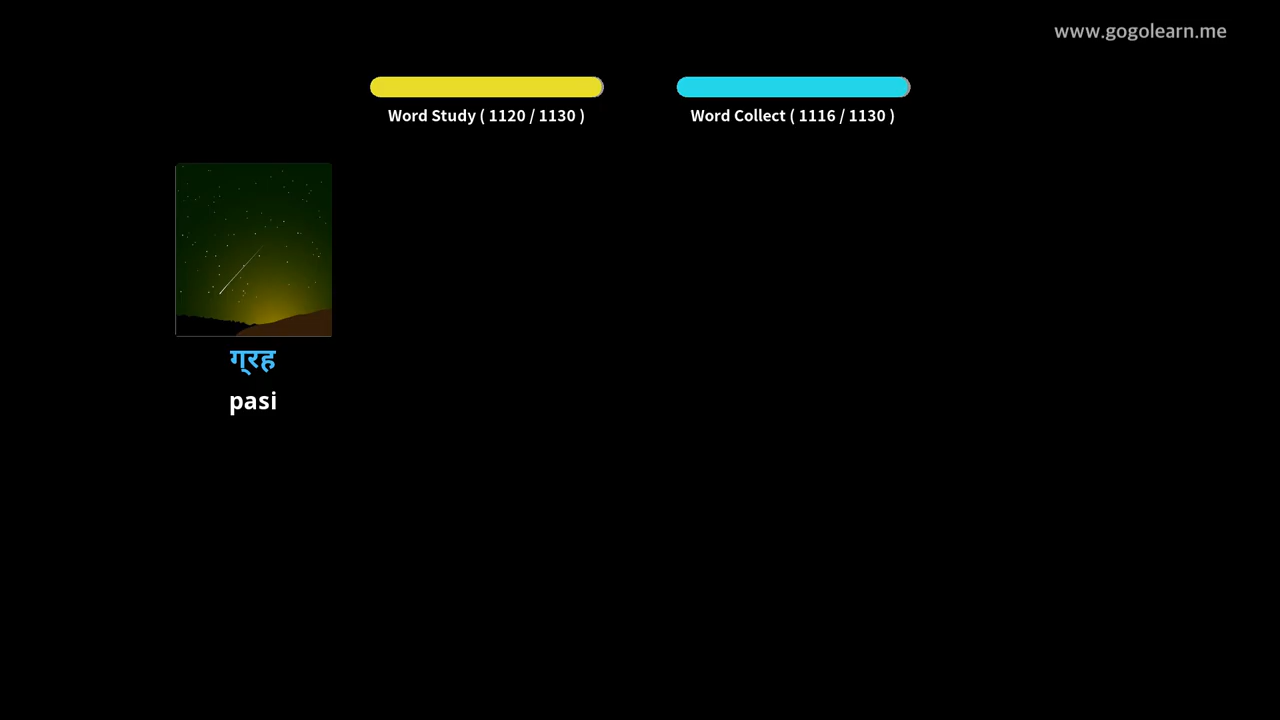 www.gogolearn.me
Word Study ( 1120 / 1130 )
Word Collect ( 1116 / 1130 )
ग्रह
pasi